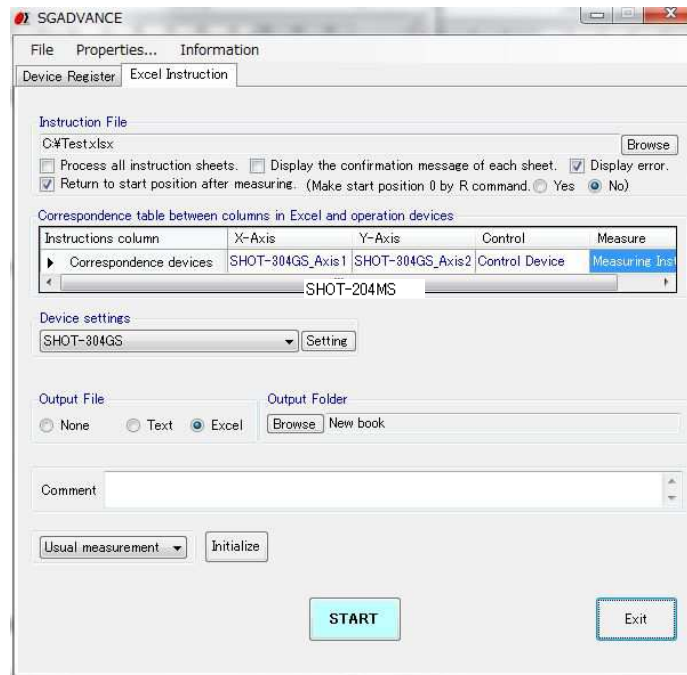 SGADVANCE
File Properties... Information
Device Register Excel Instruction
Instruction File
C:¥Test.xlsx Browse
Process all instruction sheets. Display the confirmation message of each sheet. Display error.
Return to start position after measuring. (Make start position 0 by R command. Yes No)
Correspondence table between columns in Excel and operation devices
Instructions column X-Axis Y-Axis Control Measure
Correspondence devices SHOT-304GS_Axis1 SHOT-304GS_Axis2 Control Device Measuring Inst
SHOT-204MS
Device settings
SHOT-304GS Setting
Output File Output Folder
None Text Excel Browse New book
Comment
Usual measurement Initialize
START Exit